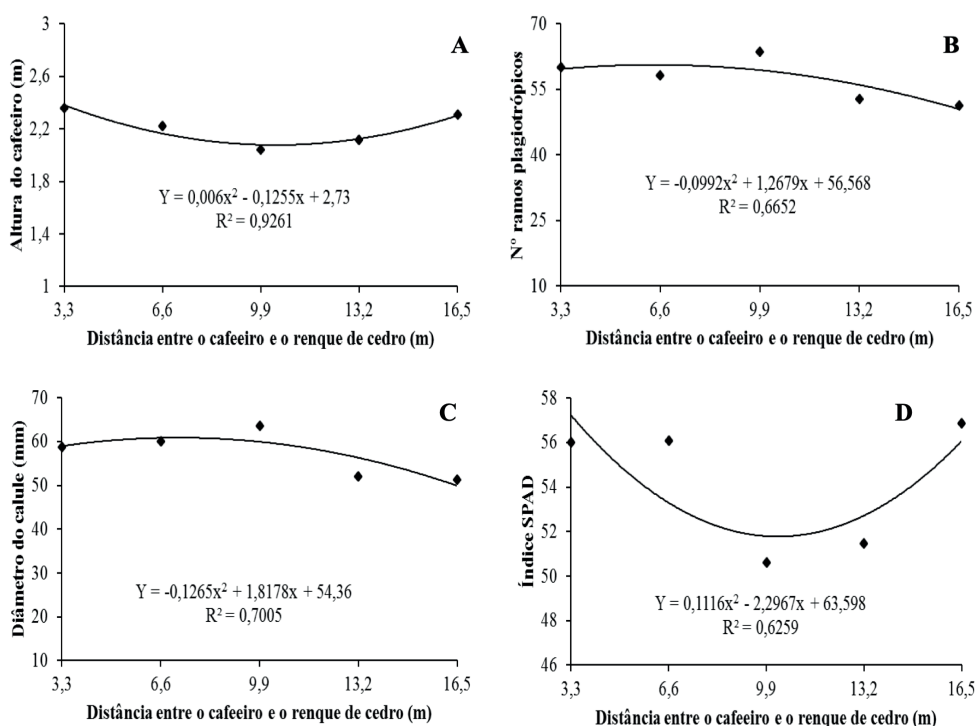 A
Altura do cafeeiro (m)
3
2,6
2,2
1,8
1,4
1
Y = 0,006x² - 0,1255x + 2,73
R² = 0,9261
3,3 6,6 9,9 13,2 16,5
Distância entre o cafeeiro e o renque de cedro (m)
B
Nº ramos plagiotrópicos
70
55
40
25
10
Y = -0,0992x² + 1,2679x + 56,568
R² = 0,6652
3,3 6,6 9,9 13,2 16,5
Distância entre o cafeeiro e o renque de cedro (m)
C
Diâmetro do calule (mm)
70
60
50
40
30
20
10
Y = -0,1265x² + 1,8178x + 54,36
R² = 0,7005
3,3 6,6 9,9 13,2 16,5
Distância entre o cafeeiro e o renque de cedro (m)
D
Índice SPAD
58
56
54
52
50
48
46
Y = 0,1116x² - 2,2967x + 63,598
R² = 0,6259
3,3 6,6 9,9 13,2 16,5
Distância entre o cafeeiro e o renque de cedro (m)